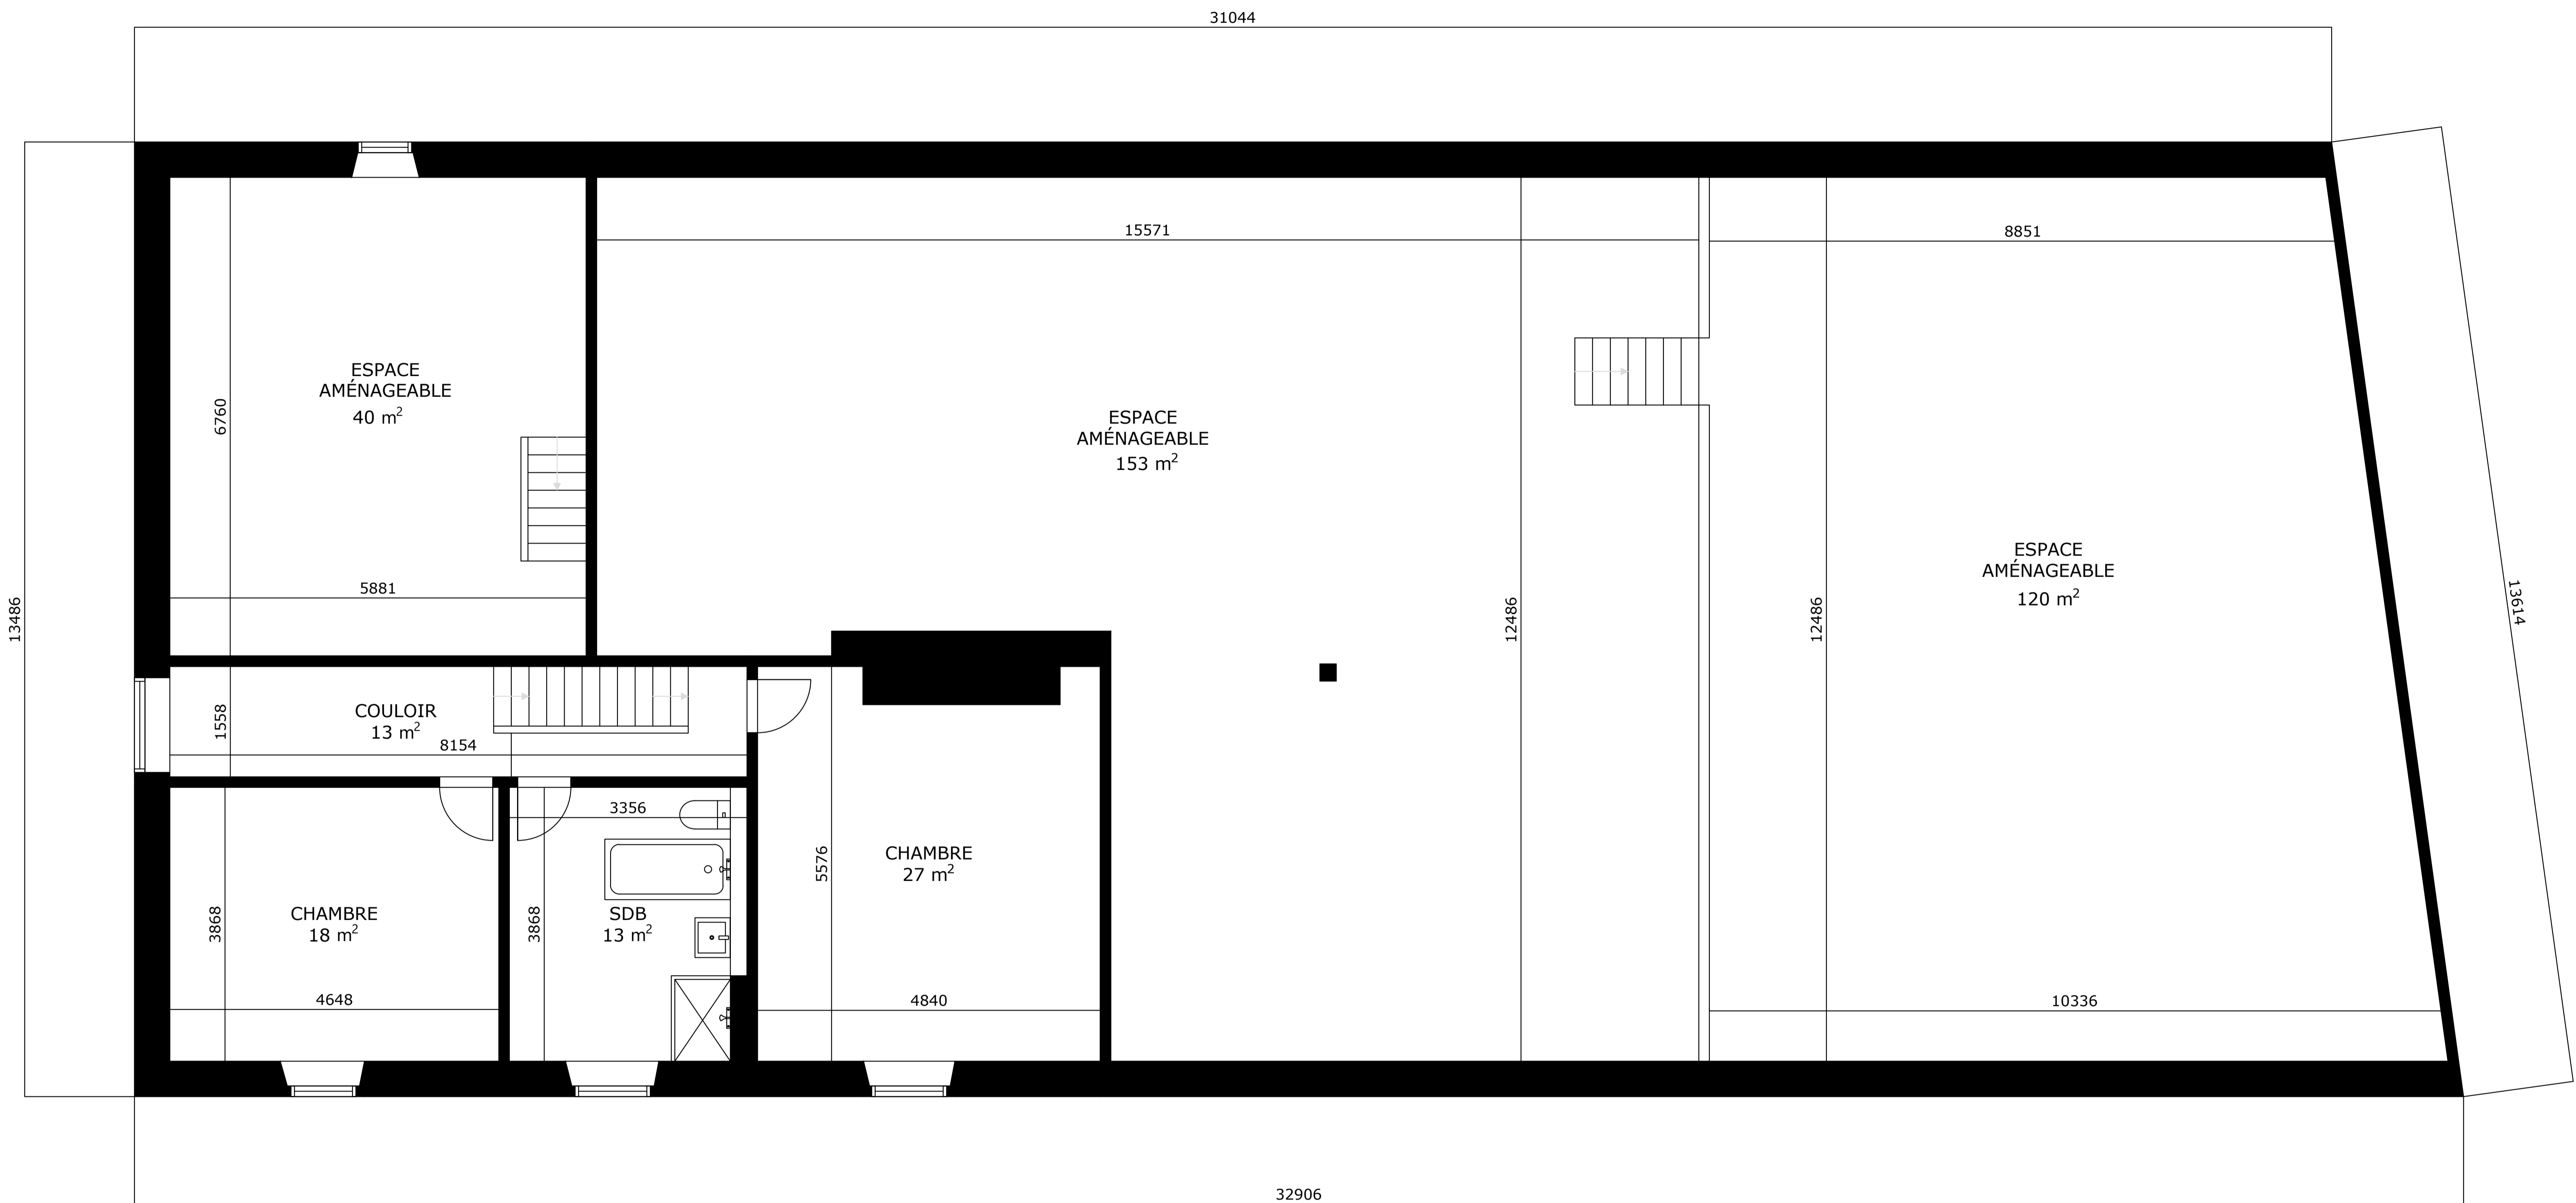 31044
15571
8851
ESPACE
AMÉNAGEABLE
40 m²
6760
5881
ESPACE
AMÉNAGEABLE
153 m²
12486
12486
ESPACE
AMÉNAGEABLE
120 m²
13486
13614
COULOIR
13 m²
1558
8154
3356
CHAMBRE
18 m²
3868
4648
SDB
13 m²
3868
CHAMBRE
27 m²
5576
4840
10336
32906